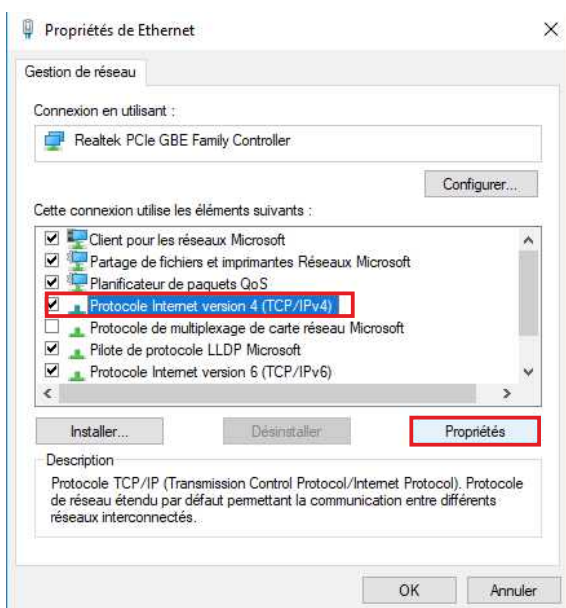 Propriétés de Ethernet
Gestion de réseau
Connexion en utilisant :
Realtek PCIe GBE Family Controller
Configurer...
Cette connexion utilise les éléments suivants :
Client pour les réseaux Microsoft
Partage de fichiers et imprimantes Réseaux Microsoft
Planificateur de paquets QoS
Protocole Internet version 4 (TCP/IPv4)
Protocole de multiplexage de carte réseau Microsoft
Pilote de protocole LLDP Microsoft
Protocole Internet version 6 (TCP/IPv6)
Installer...
Désinstaller
Propriétés
Description
Protocole TCP/IP (Transmission Control Protocol/Internet Protocol). Protocole
de réseau étendu par défaut permettant la communication entre différents
réseaux interconnectés.
OK
Annuler